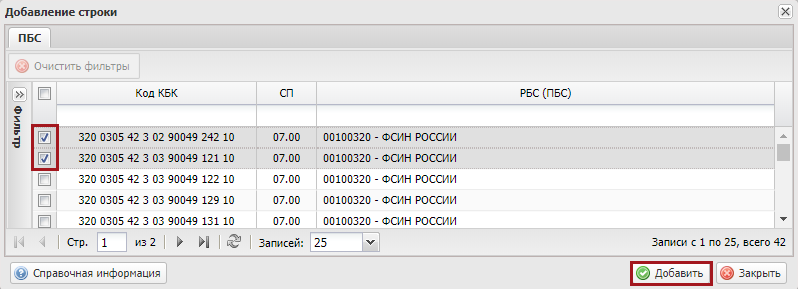 Добавление строки
ПБС
Очистить фильтры
Фильтр
Код КБК СП РБС (ПБС)
320 0305 42 3 02 90049 242 10 07.00 00100320 - ФСИН РОССИИ
320 0305 42 3 03 90049 121 10 07.00 00100320 - ФСИН РОССИИ
320 0305 42 3 03 90049 122 10 07.00 00100320 - ФСИН РОССИИ
320 0305 42 3 03 90049 129 10 07.00 00100320 - ФСИН РОССИИ
320 0305 42 3 03 90049 131 10 07.00 00100320 - ФСИН РОССИИ
Стр. 1 из 2 Записей: 25 Записи с 1 по 25, всего 42
Справочная информация Добавить Закрыть